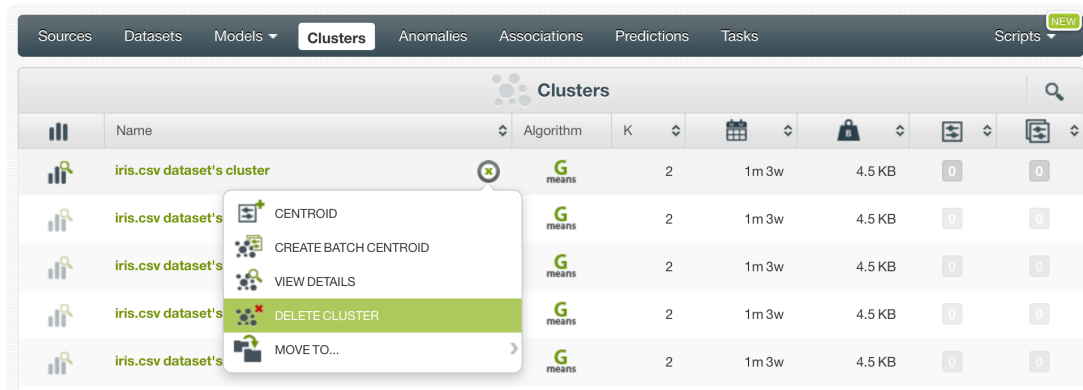 NEW
Sources Datasets Models Clusters Anomalies Associations Predictions Tasks Scripts
Clusters
Name Algorithm K B
iris.csv dataset's cluster G means 2 1m 3w 4.5 KB 0 0
CENTROID
iris.csv dataset's G means 2 1m 3w 4.5 KB 0 0
CREATE BATCH CENTROID
iris.csv dataset's G means 2 1m 3w 4.5 KB 0 0
VIEW DETAILS
iris.csv dataset's G means 2 1m 3w 4.5 KB 0 0
DELETE CLUSTER
MOVE TO...
iris.csv dataset's G means 2 1m 3w 4.5 KB 0 0